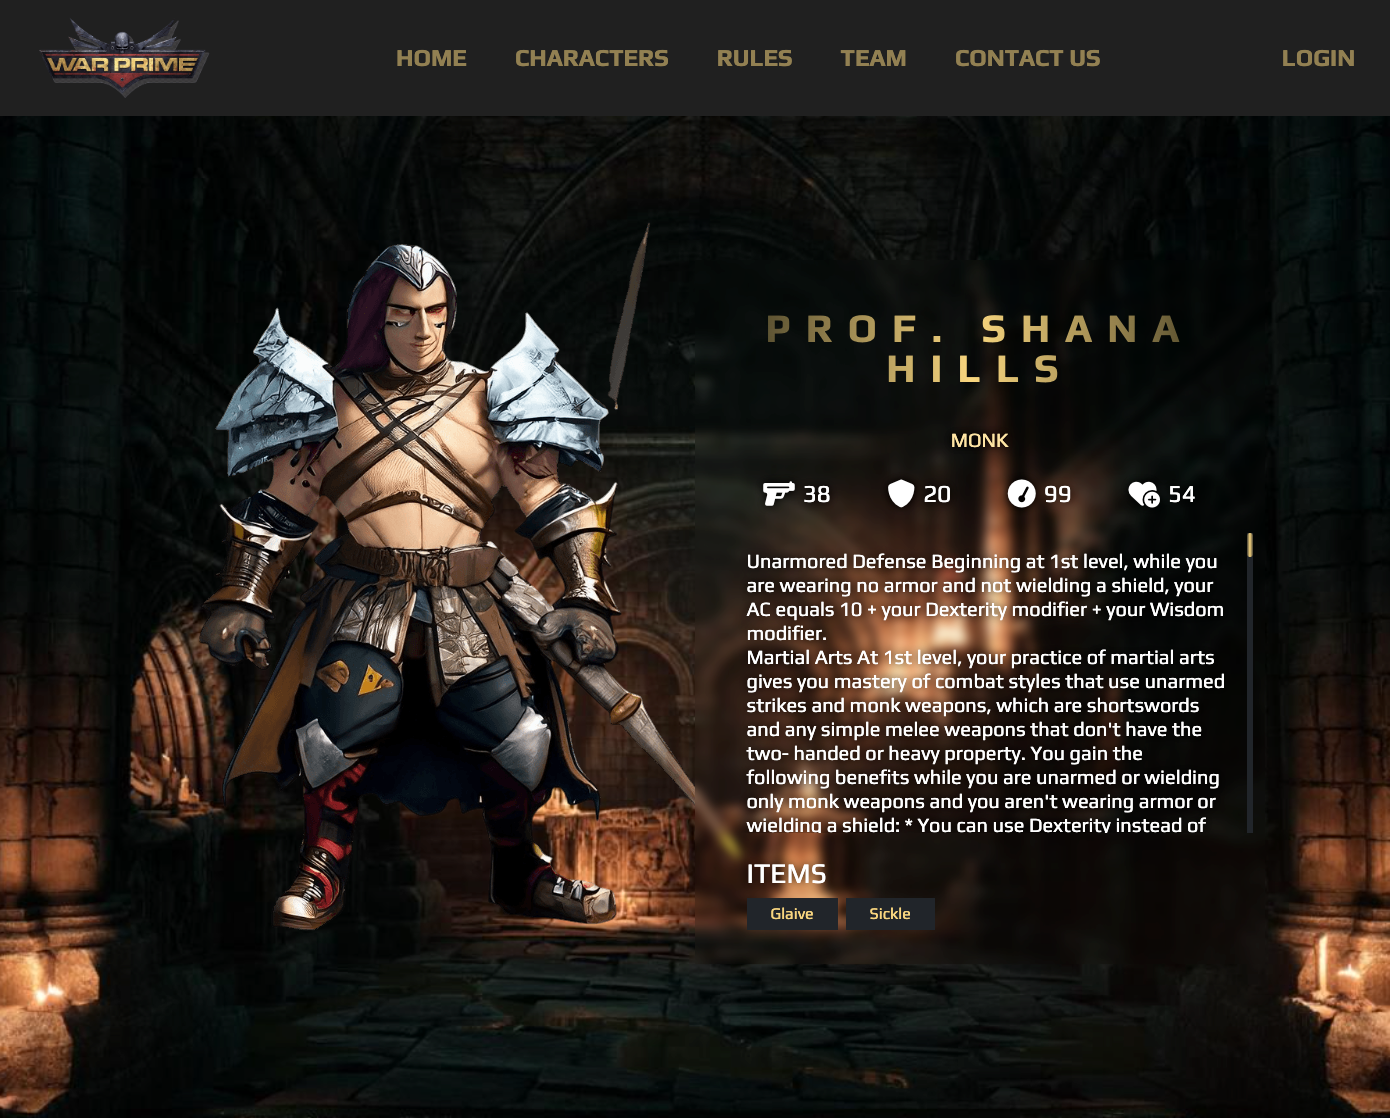 WAR PRIME
HOME CHARACTERS RULES TEAM CONTACT US LOGIN
PROF. SHANA
HILLS
MONK
38 20 99 54
Unarmored Defense Beginning at 1st level, while you
are wearing no armor and not wielding a shield, your
AC equals 10 + your Dexterity modifier + your Wisdom
modifier.
Martial Arts At 1st level, your practice of martial arts
gives you mastery of combat styles that use unarmed
strikes and monk weapons, which are shortswords
and any simple melee weapons that don't have the
two- handed or heavy property. You gain the
following benefits while you are unarmed or wielding
only monk weapons and you aren't wearing armor or
wielding a shield: * You can use Dexterity instead of
ITEMS
Glaive Sickle